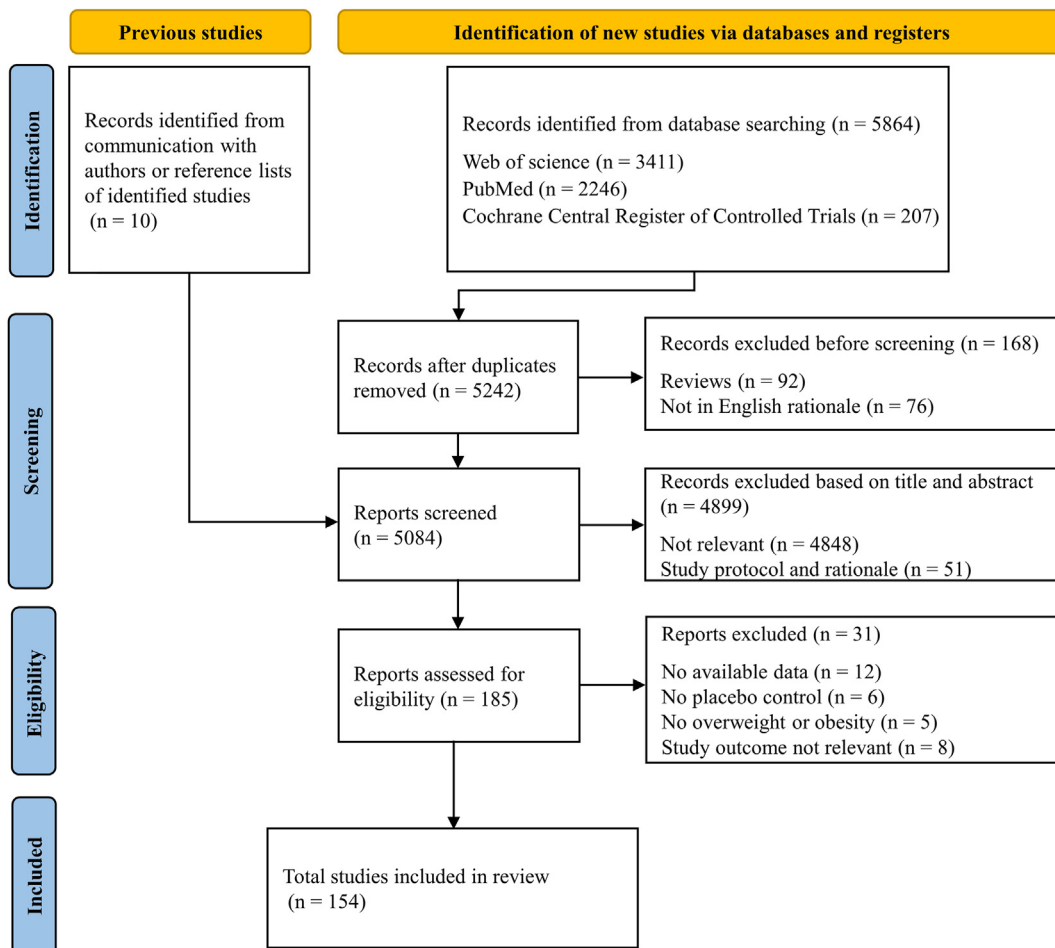 Previous studies
Identification of new studies via databases and registers
Identification
Records identified from
communication with
authors or reference lists
of identified studies
(n = 10)
Records identified from database searching (n = 5864)
Web of science (n = 3411)
PubMed (n = 2246)
Cochrane Central Register of Controlled Trials (n = 207)
Screening
Records after duplicates
removed (n = 5242)
Records excluded before screening (n = 168)
Reviews (n = 92)
Not in English rationale (n = 76)
Reports screened
(n = 5084)
Records excluded based on title and abstract
(n = 4899)
Not relevant (n = 4848)
Study protocol and rationale (n = 51)
Eligibility
Reports assessed for
eligibility (n = 185)
Reports excluded (n = 31)
No available data (n = 12)
No placebo control (n = 6)
No overweight or obesity (n = 5)
Study outcome not relevant (n = 8)
Included
Total studies included in review
(n = 154)